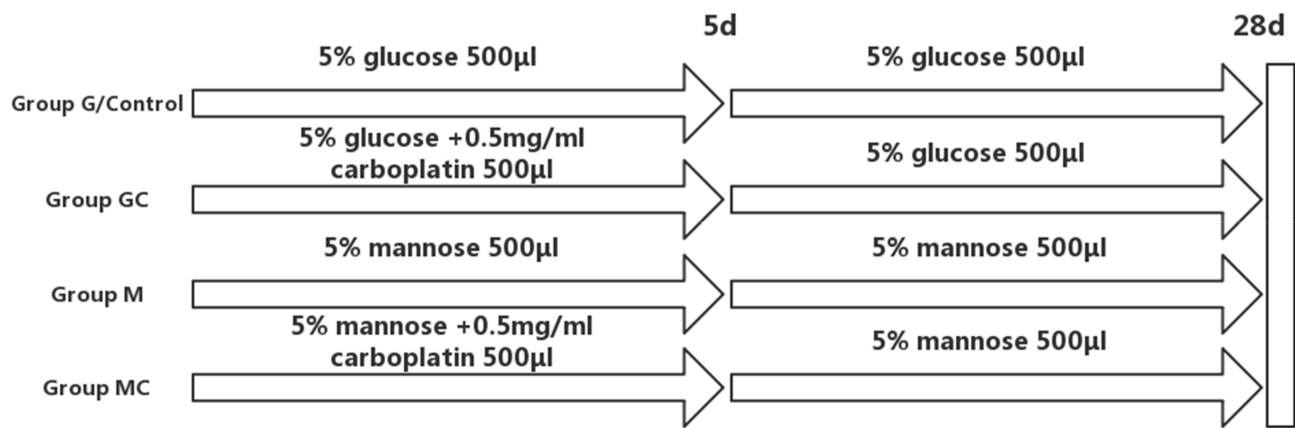 5d
28d
5% glucose 500μl
5% glucose 500μl
Group G/Control
5% glucose +0.5mg/ml
carboplatin 500μl
5% glucose 500μl
Group GC
5% mannose 500μl
5% mannose 500μl
Group M
5% mannose +0.5mg/ml
carboplatin 500μl
5% mannose 500μl
Group MC